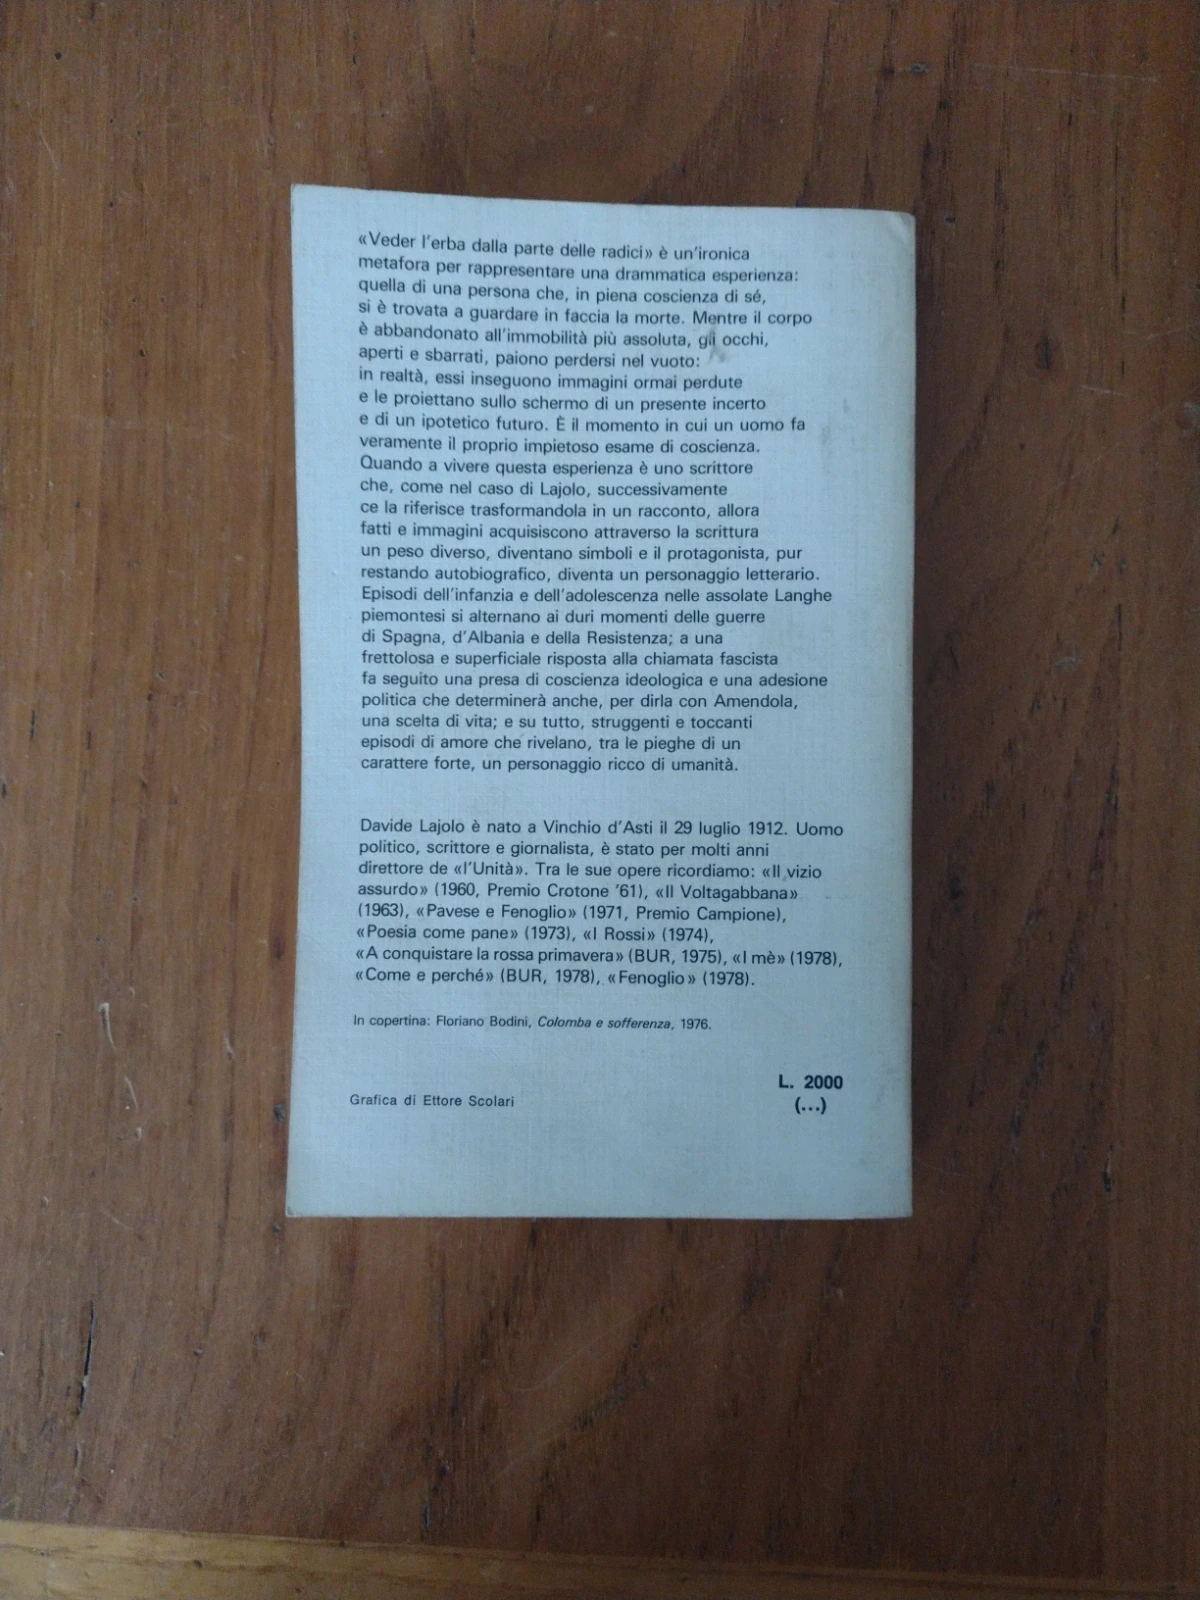 «Veder l'erba dalla parte delle radici» è un'ironica
metafora per rappresentare una drammatica esperienza:
quella di una persona che, in piena coscienza di sé,
si è trovata a guardare in faccia la morte. Mentre il corpo
è abbandonato all'immobilità più assoluta, gli occhi,
aperti e sbarrati, paiono perdersi nel vuoto:
in realtà, essi inseguono immagini ormai perdute
e le proiettano sullo schermo di un presente incerto
e di un ipotetico futuro. È il momento in cui un uomo fa
veramente il proprio impietoso esame di coscienza.
Quando a vivere questa esperienza è uno scrittore
che, come nel caso di Lajolo, successivamente
ce la riferisce trasformandola in un racconto, allora
fatti e immagini acquisiscono attraverso la scrittura
un peso diverso, diventano simboli e il protagonista, pur
restando autobiografico, diventa un personaggio letterario.
Episodi dell'infanzia e dell'adolescenza nelle assolate Langhe
piemontesi si alternano ai duri momenti delle guerre
di Spagna, d'Albania e della Resistenza; a una
frettolosa e superficiale risposta alla chiamata fascista
fa seguito una presa di coscienza ideologica e una adesione
politica che determinerà anche, per dirla con Amendola,
una scelta di vita; e su tutto, struggenti e toccanti
episodi di amore che rivelano, tra le pieghe di un
carattere forte, un personaggio ricco di umanità.
Davide Lajolo è nato a Vinchio d'Asti il 29 luglio 1912. Uomo
politico, scrittore e giornalista, è stato per molti anni
direttore de «l'Unità». Tra le sue opere ricordiamo: «Il vizio
assurdo» (1960, Premio Crotone '61), «Il Voltagabbana»
(1963), «Pavese e Fenoglio» (1971, Premio Campione),
«Poesia come pane» (1973), «I Rossi» (1974),
«A conquistare la rossa primavera» (BUR, 1975), «I mè» (1978),
«Come e perché» (BUR, 1978), «Fenoglio» (1978).
In copertina: Floriano Bodini, Colomba e sofferenza, 1976.
L. 2000
Grafica di Ettore Scolari
(...)